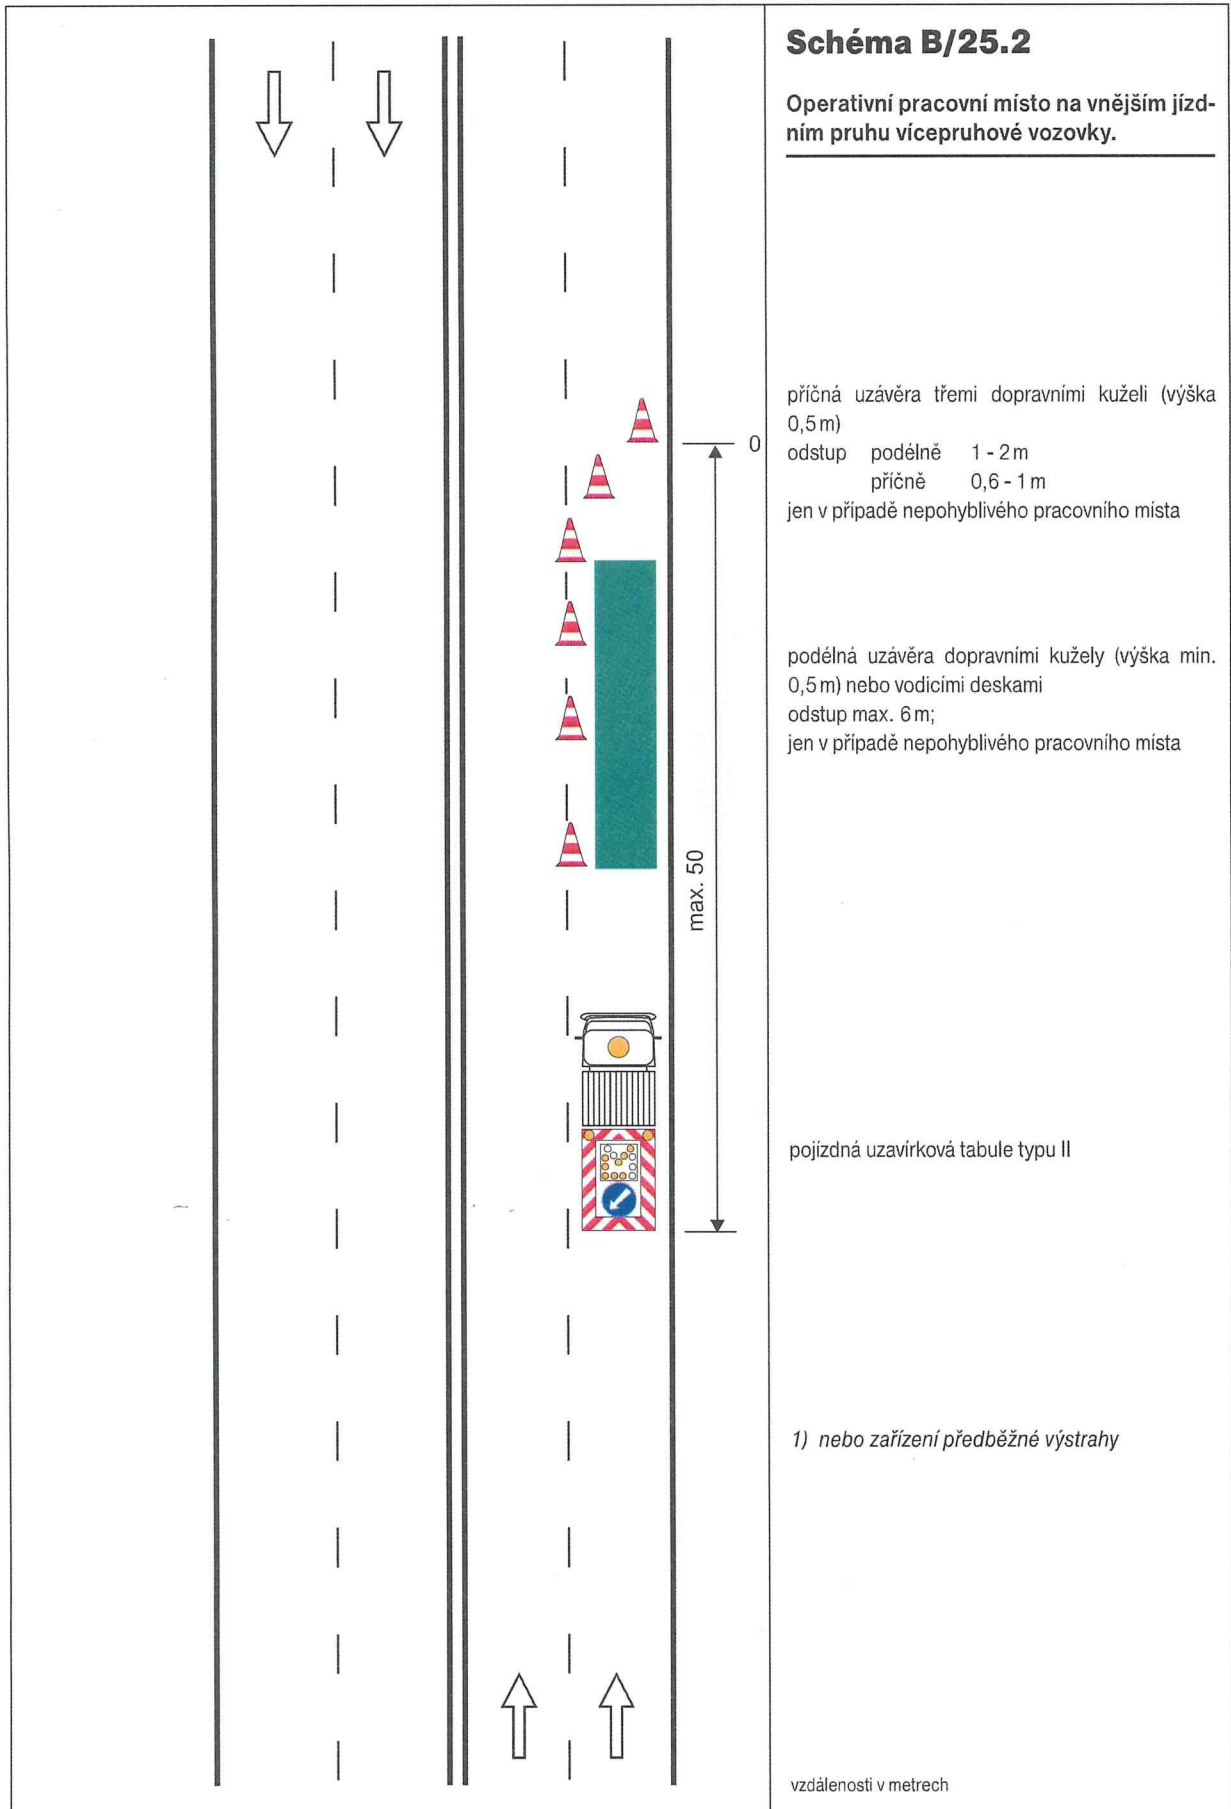 Schéma B/25.2
Operativní pracovní místo na vnějším jízd-
ním pruhu vícepruhové vozovky.
příčná uzávěra třemi dopravními kuželi (výška
0,5 m)
odstup podélně 1 - 2 m
příčně 0,6 - 1 m
jen v případě nepohyblivého pracovního místa
0
podélná uzávěra dopravními kužely (výška min.
0,5 m) nebo vodicími deskami
odstup max. 6 m;
jen v případě nepohyblivého pracovního místa
max. 50
pojízdná uzavírková tabule typu II
1) nebo zařízení předběžné výstrahy
vzdálenosti v metrech